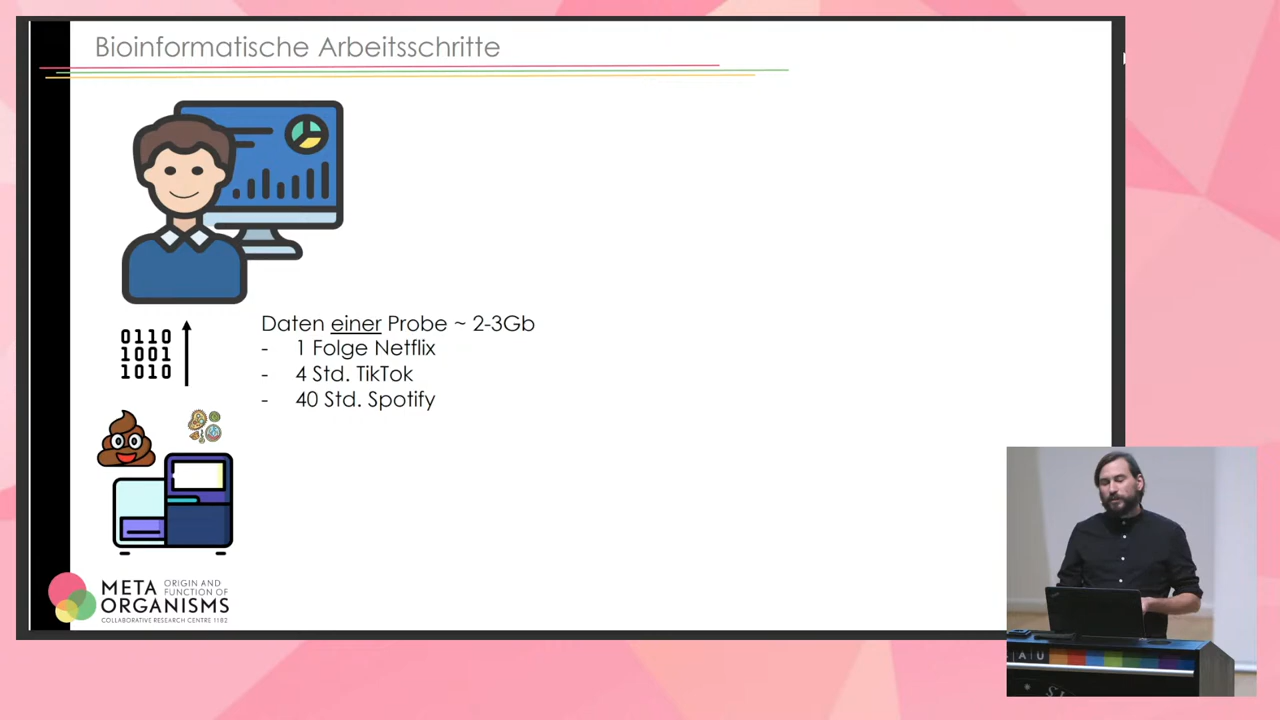 Bioinformatische Arbeitsschritte
Daten einer Probe ~ 2-3Gb
- 1 Folge Netflix
- 4 Std. TikTok
- 40 Std. Spotify
0110
1001
1010
META
ORGANISMS
ORIGIN AND
FUNCTION OF
COLLABORATIVE RESEARCH CENTRE 1182
AU